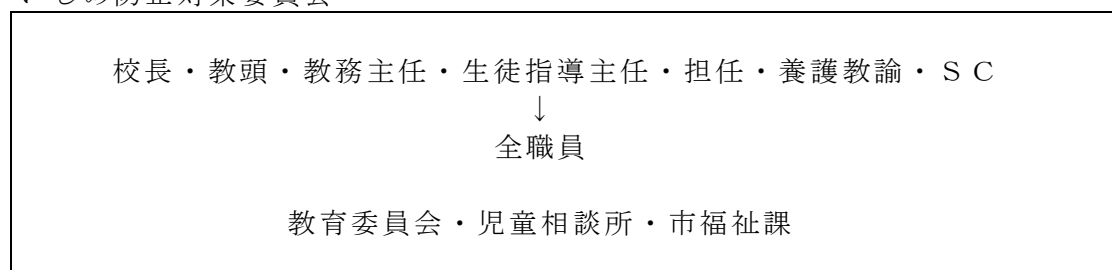 校長・教頭・教務主任・生徒指導主任・担任・養護教諭・ＳＣ
↓
全職員
教育委員会・児童相談所・市福祉課